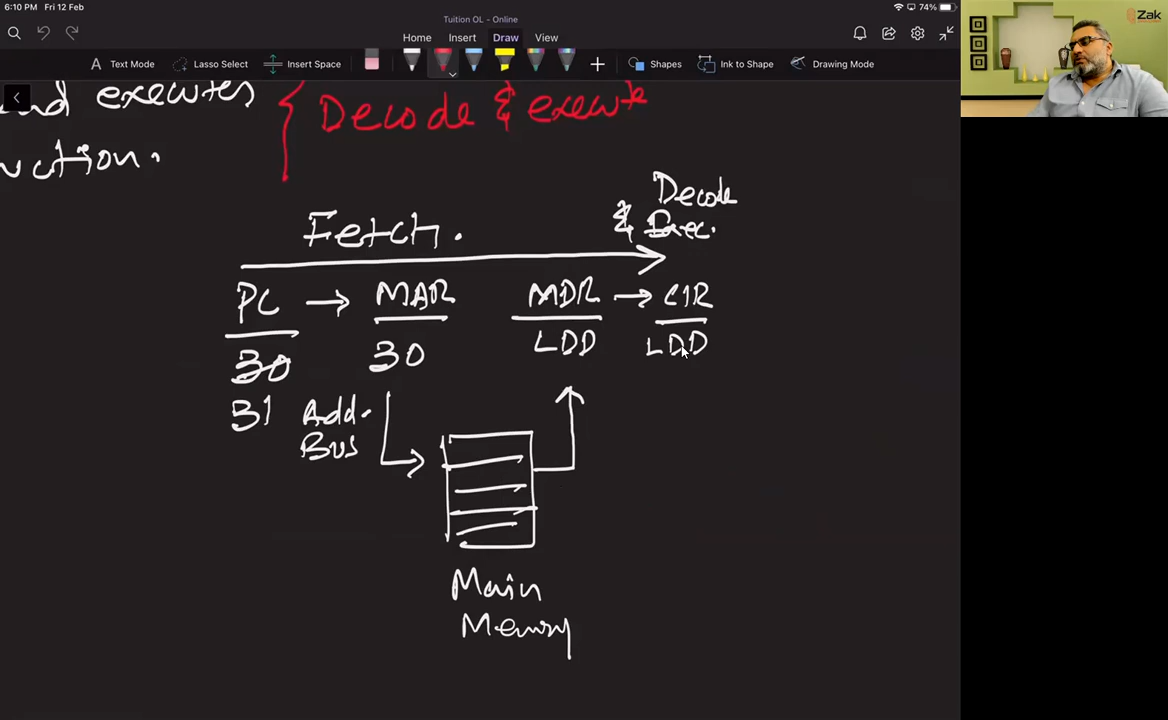 6:10 PM Fri 12 Feb
Tuition OL - Online
74%
Home Insert Draw View
Text Mode Lasso Select Insert Space Shapes Ink to Shape Drawing Mode
Zak
and executes
uction.
Decode & execute
Fetch.
Decode
& Exec.
PC → MAR MDR → CIR
30 30 LDD LDD
31 Add.
Bus
Main
Memory